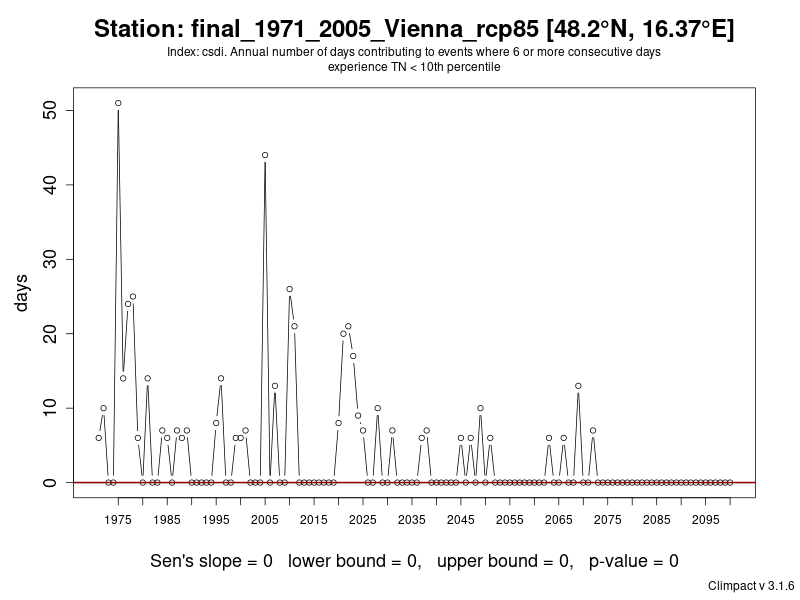 Station: final_1971_2005_Vienna_rcp85 [48.2°N, 16.37°E]
Index: csdi. Annual number of days contributing to events where 6 or more consecutive days
experience TN < 10th percentile
50
40
30
20
10
0
days
1975 1985 1995 2005 2015 2025 2035 2045 2055 2065 2075 2085 2095
Sen's slope = 0 lower bound = 0, upper bound = 0, p-value = 0
Climpact v 3.1.6